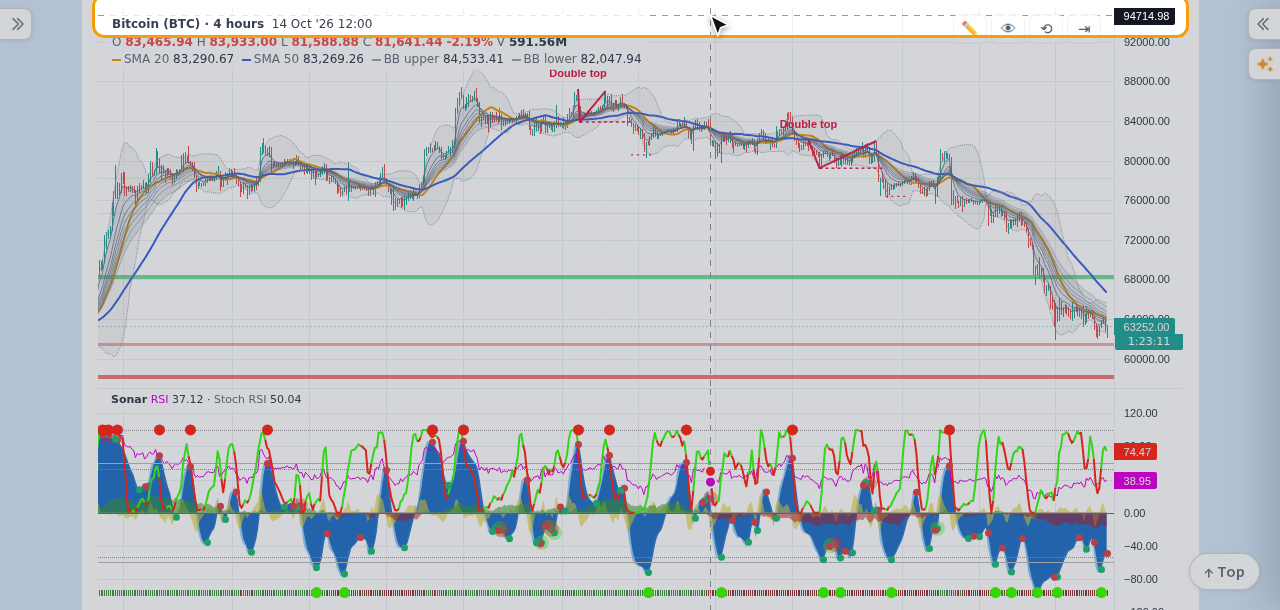 Bitcoin (BTC) · 4 hours 14 Oct '26 12:00
94714.98
O 83,465.94 H 83,933.00 L 81,588.88 C 81,641.44 -2.19% V 591.56M
92000.00
SMA 20 83,290.67 SMA 50 83,269.26 BB upper 84,533.41 BB lower 82,047.94
Double top
88000.00
84000.00
Double top
80000.00
76000.00
72000.00
68000.00
63252.00
1:23:11
60000.00
Sonar RSI 37.12 · Stoch RSI 50.04
120.00
74.47
38.95
0.00
−40.00
↑ Top
−80.00